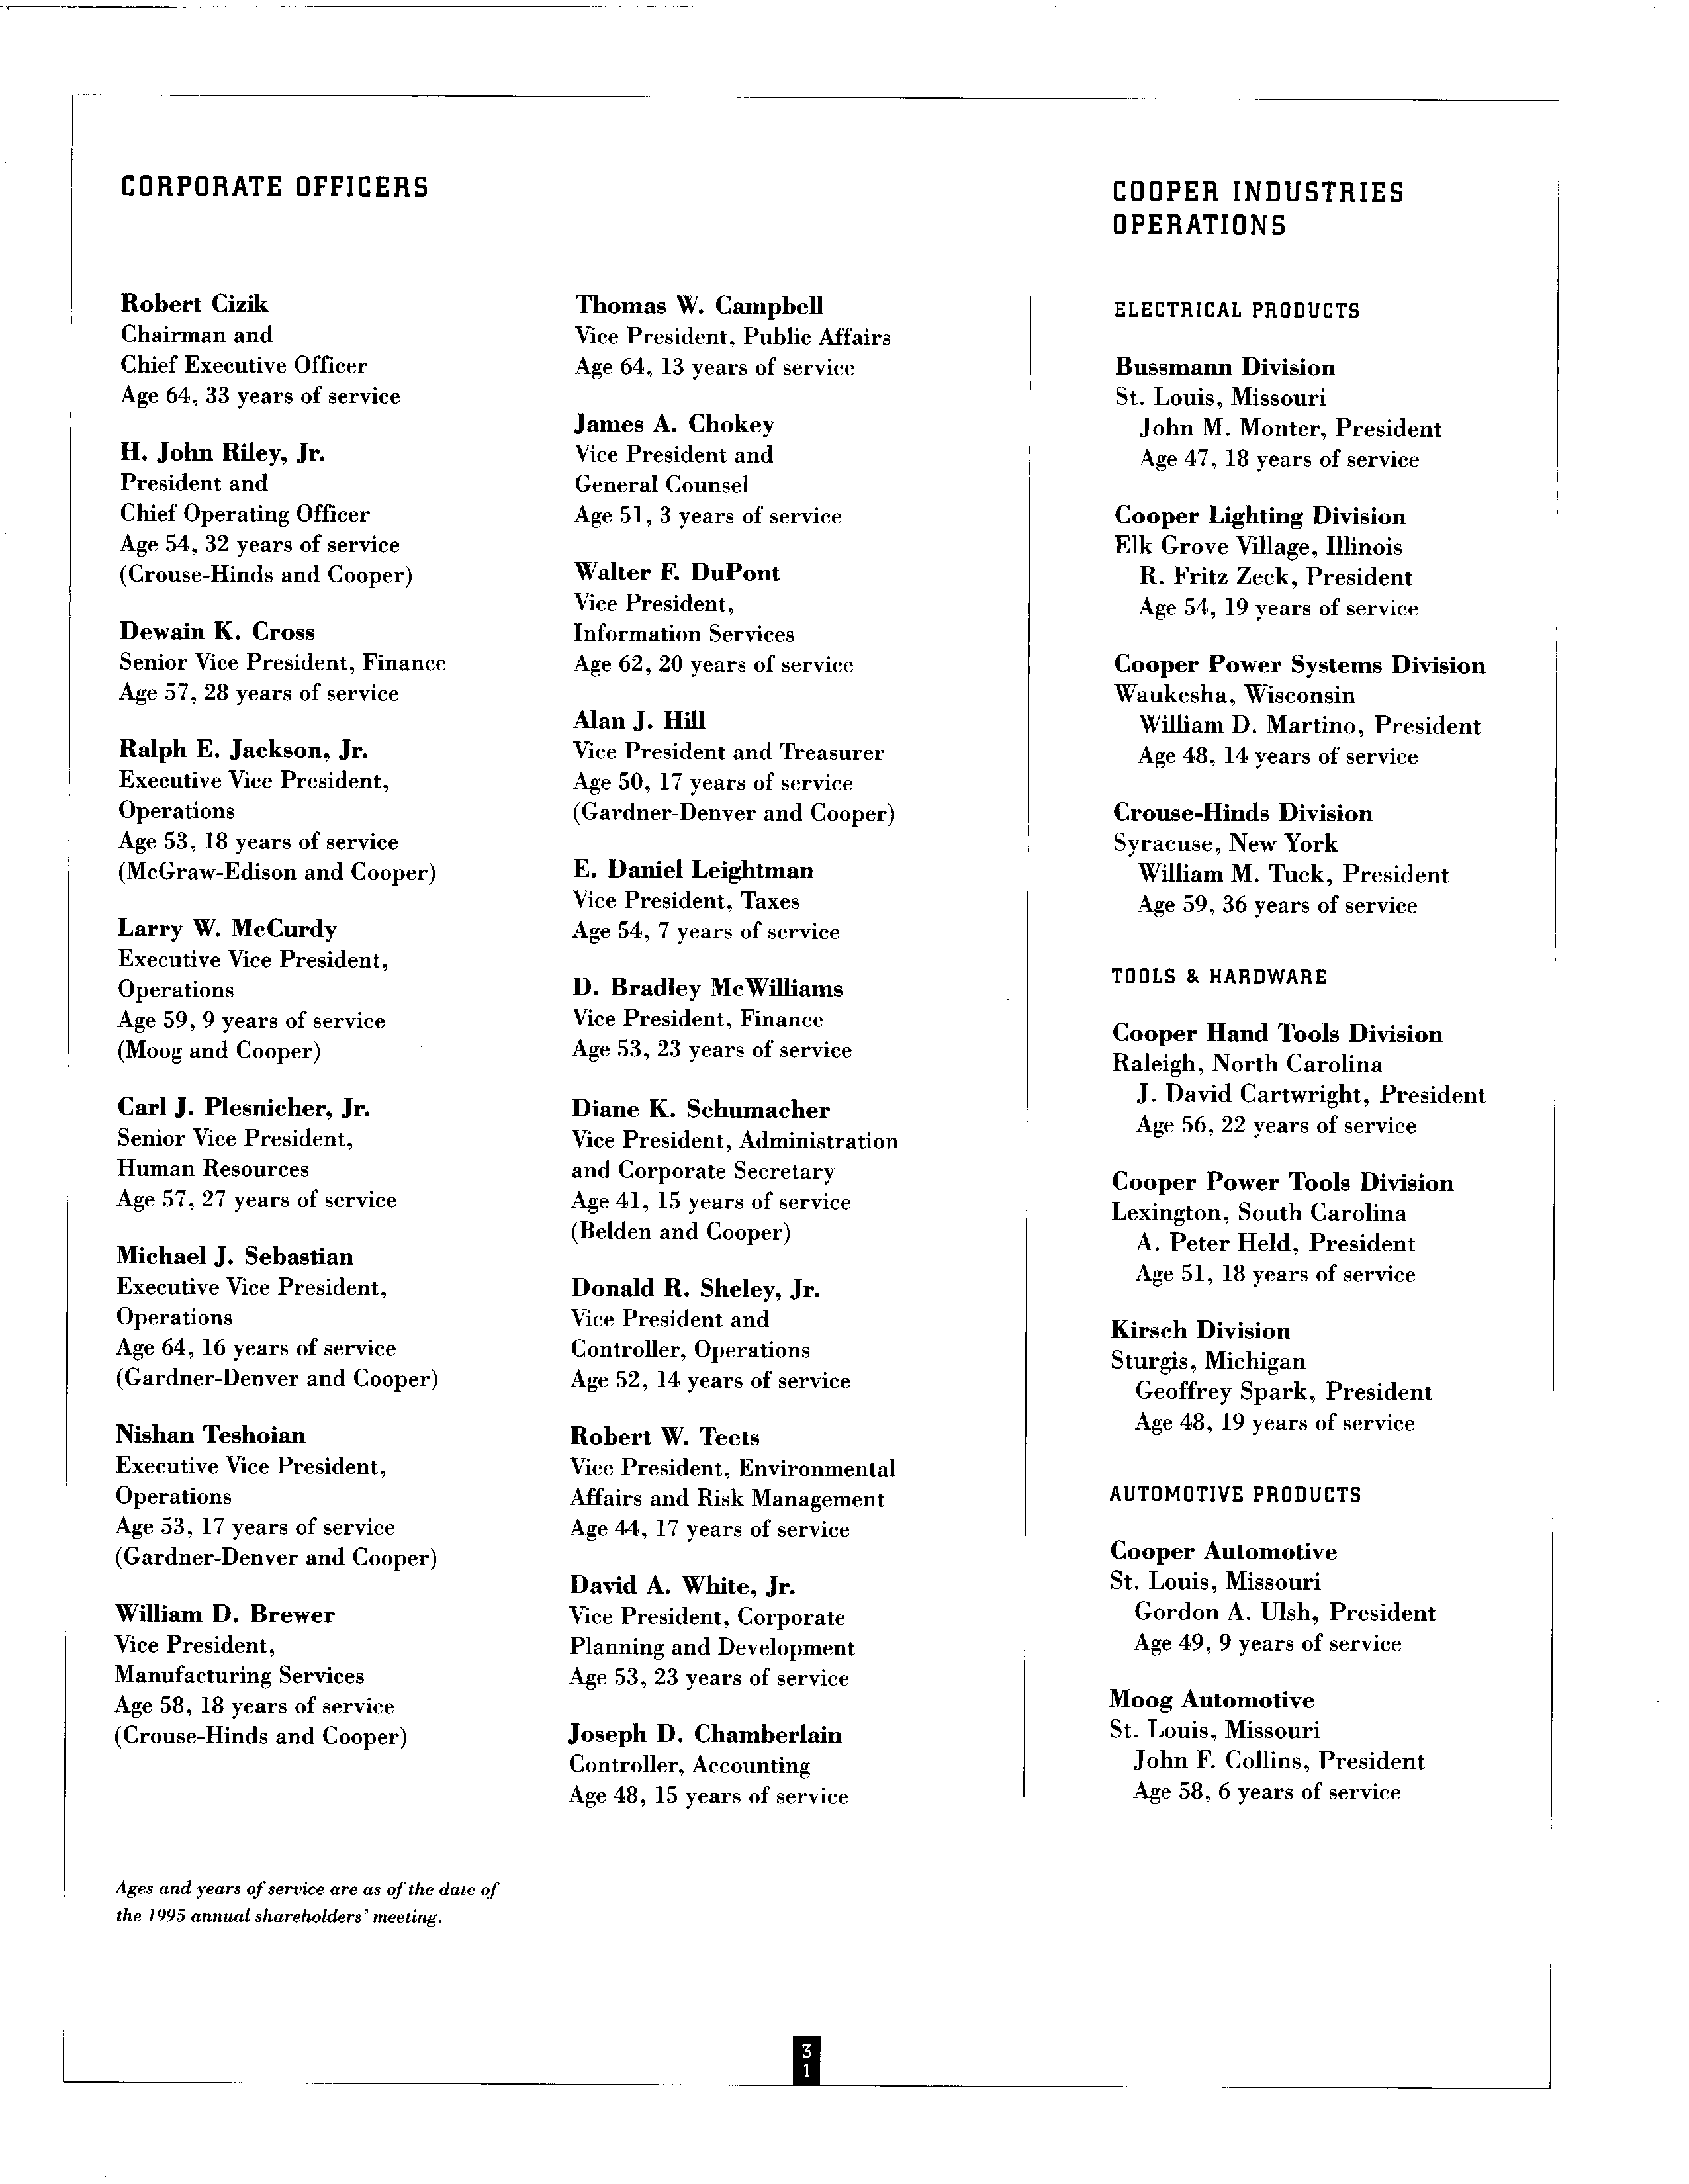 CORPORATE OFFICERS
Robert Cizik
Chairman and
Chief Executive Officer
Age 64, 33 years of service
H. John Riley, Jr.
President and
Chief Operating Officer
Age 54, 32 years of service
(Crouse-Hinds and Cooper)
Dewain K. Cross
Senior Vice President, Finance
Age 57, 28 years of service
Ralph E. Jackson, Jr.
Executive Vice President,
Operations
Age 53, 18 years of service
(McGraw-Edison and Cooper)
Larry W. McCurdy
Executive Vice President,
Operations
Age 59, 9 years of service
(Moog and Cooper)
Carl J. Plesnicher, Jr.
Senior Vice President,
Human Resources
Age 57, 27 years of service
Michael J. Sebastian
Executive Vice President,
Operations
Age 64, 16 years of service
(Gardner-Denver and Cooper)
Nishan Teshoian
Executive Vice President,
Operations
Age 53, 17 years of service
(Gardner-Denver and Cooper)
William D. Brewer
Vice President,
Manufacturing Services
Age 58, 18 years of service
(Crouse-Hinds and Cooper)
Thomas W. Campbell
Vice President, Public Affairs
Age 64, 13 years of service
James A. Chokey
Vice President and
General Counsel
Age 51, 3 years of service
Walter F. DuPont
Vice President,
Information Services
Age 62, 20 years of service
Alan J. Hill
Vice President and Treasurer
Age 50, 17 years of service
(Gardner-Denver and Cooper)
E. Daniel Leightman
Vice President, Taxes
Age 54, 7 years of service
D. Bradley McWilliams
Vice President, Finance
Age 53, 23 years of service
Diane K. Schumacher
Vice President, Administration
and Corporate Secretary
Age 41, 15 years of service
(Belden and Cooper)
Donald R. Sheley, Jr.
Vice President and
Controller, Operations
Age 52, 14 years of service
Robert W. Teets
Vice President, Environmental
Affairs and Risk Management
Age 44, 17 years of service
David A. White, Jr.
Vice President, Corporate
Planning and Development
Age 53, 23 years of service
Joseph D. Chamberlain
Controller, Accounting
Age 48, 15 years of service
COOPER INDUSTRIES
OPERATIONS
ELECTRICAL PRODUCTS
Bussmann Division
St. Louis, Missouri
John M. Monter, President
Age 47, 18 years of service
Cooper Lighting Division
Elk Grove Village, Illinois
R. Fritz Zeck, President
Age 54, 19 years of service
Cooper Power Systems Division
Waukesha, Wisconsin
William D. Martino, President
Age 48, 14 years of service
Crouse-Hinds Division
Syracuse, New York
William M. Tuck, President
Age 59, 36 years of service
TOOLS & HARDWARE
Cooper Hand Tools Division
Raleigh, North Carolina
J. David Cartwright, President
Age 56, 22 years of service
Cooper Power Tools Division
Lexington, South Carolina
A. Peter Held, President
Age 51, 18 years of service
Kirsch Division
Sturgis, Michigan
Geoffrey Spark, President
Age 48, 19 years of service
AUTOMOTIVE PRODUCTS
Cooper Automotive
St. Louis, Missouri
Gordon A. Ulsh, President
Age 49, 9 years of service
Moog Automotive
St. Louis, Missouri
John F. Collins, President
Age 58, 6 years of service
Ages and years of service are as of the date of
the 1995 annual shareholders' meeting.
3
1